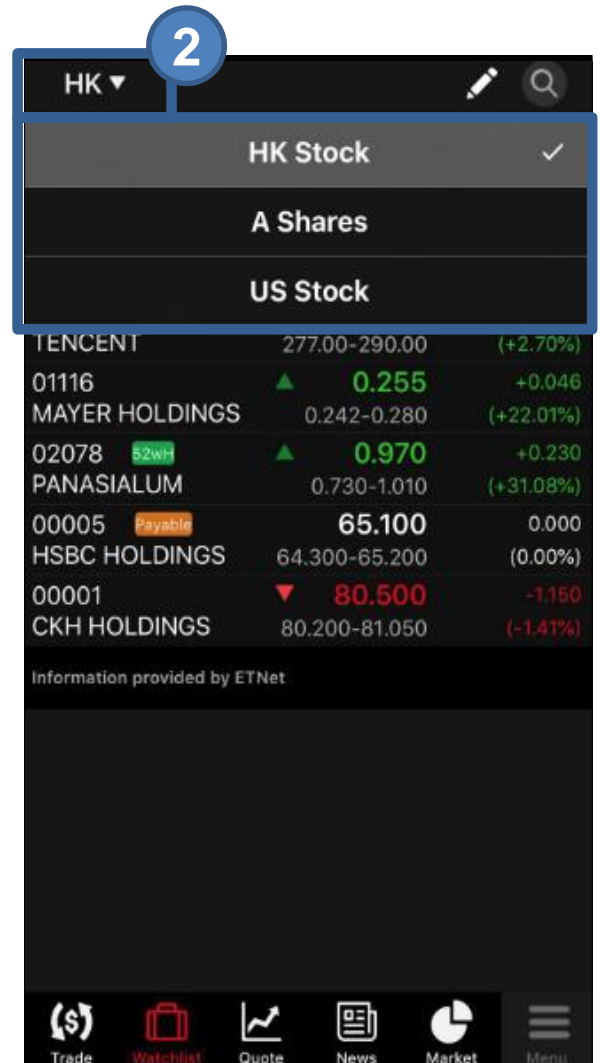 2
HK ▼
HK Stock ✓
A Shares
US Stock
TENCENT 277.00-290.00 (+2.70%)
01116 ▲ 0.255 +0.046
MAYER HOLDINGS 0.242-0.280 (+22.01%)
02078 52wH ▲ 0.970 +0.230
PANASIALUM 0.730-1.010 (+31.08%)
00005 Payable 65.100 0.000
HSBC HOLDINGS 64.300-65.200 (0.00%)
00001 ▼ 80.500 -1.150
CKH HOLDINGS 80.200-81.050 (-1.41%)
Information provided by ETNet
Trade Watchlist Quote News Market Menu